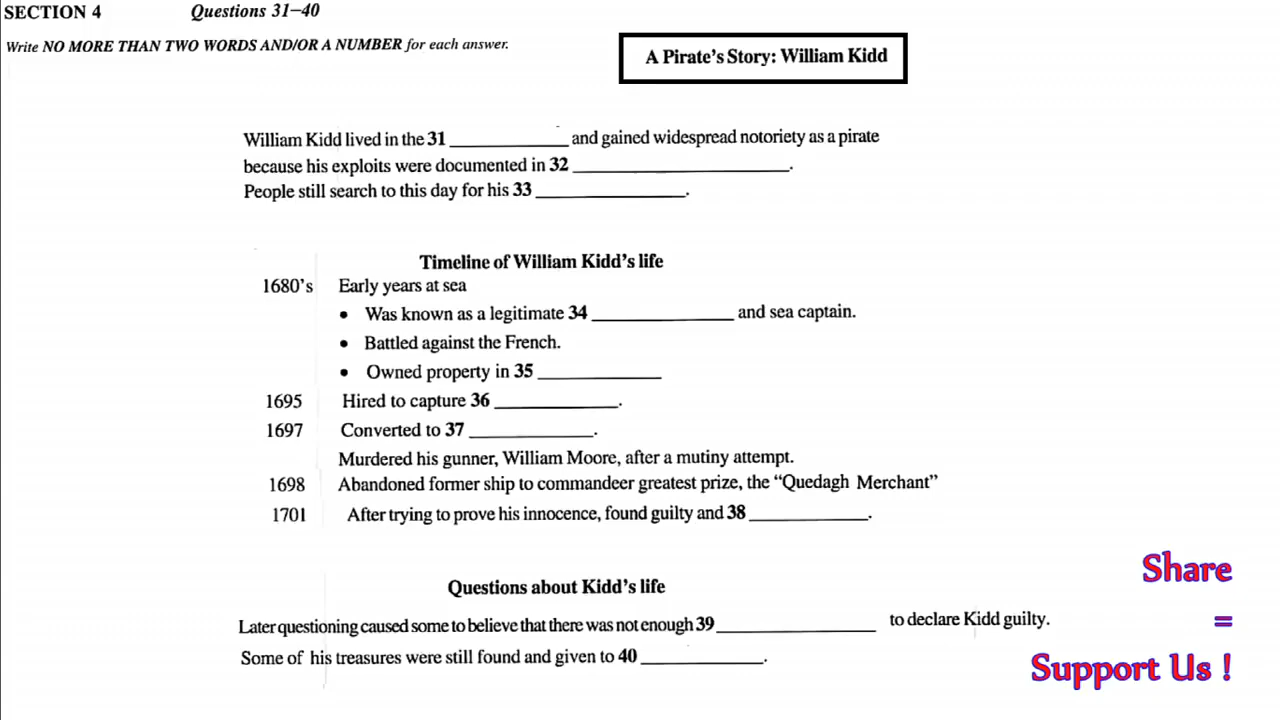 SECTION 4 Questions 31–40
Write NO MORE THAN TWO WORDS AND/OR A NUMBER for each answer.
A Pirate's Story: William Kidd
William Kidd lived in the 31 ____________ and gained widespread notoriety as a pirate
because his exploits were documented in 32 ______________________.
People still search to this day for his 33 _______________.
Timeline of William Kidd's life
1680's Early years at sea
• Was known as a legitimate 34 ______________ and sea captain.
• Battled against the French.
• Owned property in 35 ____________
1695 Hired to capture 36 ____________.
1697 Converted to 37 ____________.
Murdered his gunner, William Moore, after a mutiny attempt.
1698 Abandoned former ship to commandeer greatest prize, the “Quedagh Merchant”
1701 After trying to prove his innocence, found guilty and 38 ____________.
Questions about Kidd's life
Later questioning caused some to believe that there was not enough 39 ________________ to declare Kidd guilty.
Some of his treasures were still found and given to 40 ____________.
Share
=
Support Us !